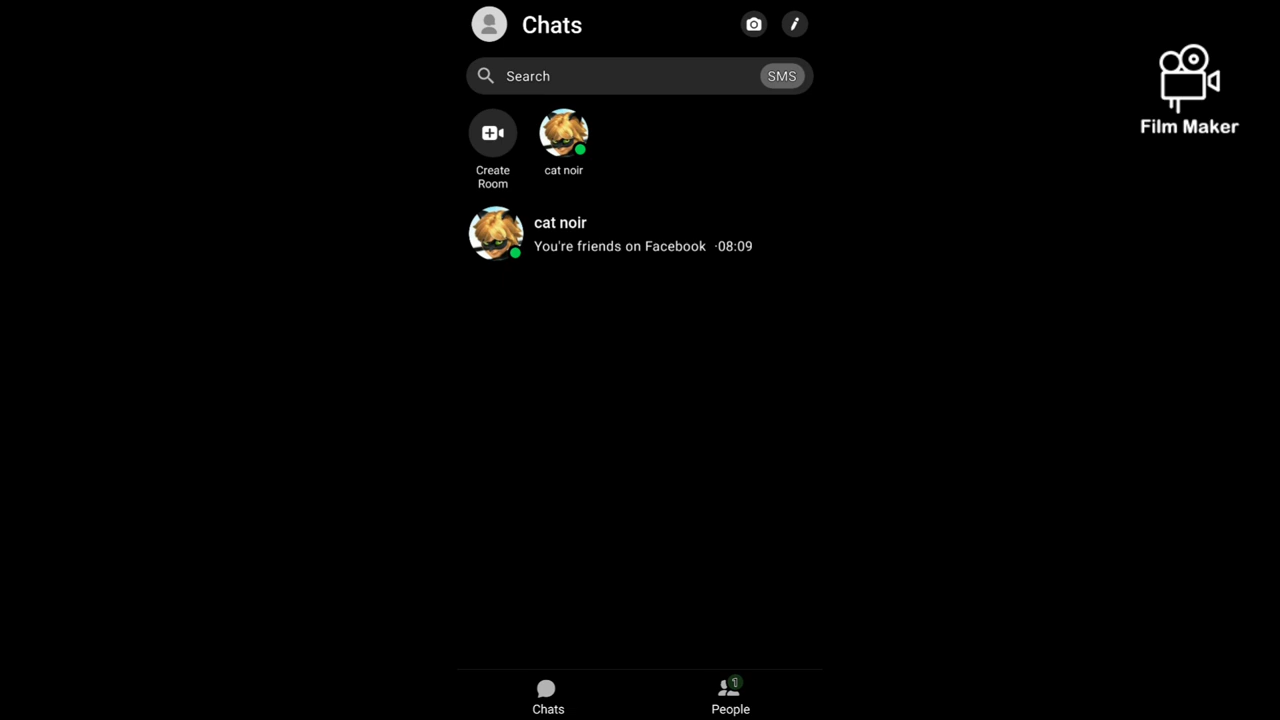 Chats
Film Maker
Search
SMS
Create
Room
cat noir
cat noir
You're friends on Facebook ·08:09
1
Chats
People